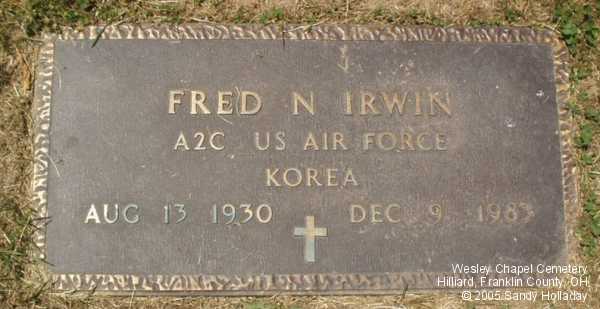 FRED N IRWIN
A2C US AIR FORCE
KOREA
AUG 13 1930 DEC 9 1983
Wesley Chapel Cemetery
Hilliard, Franklin County, OH
© 2005 Sandy Holladay